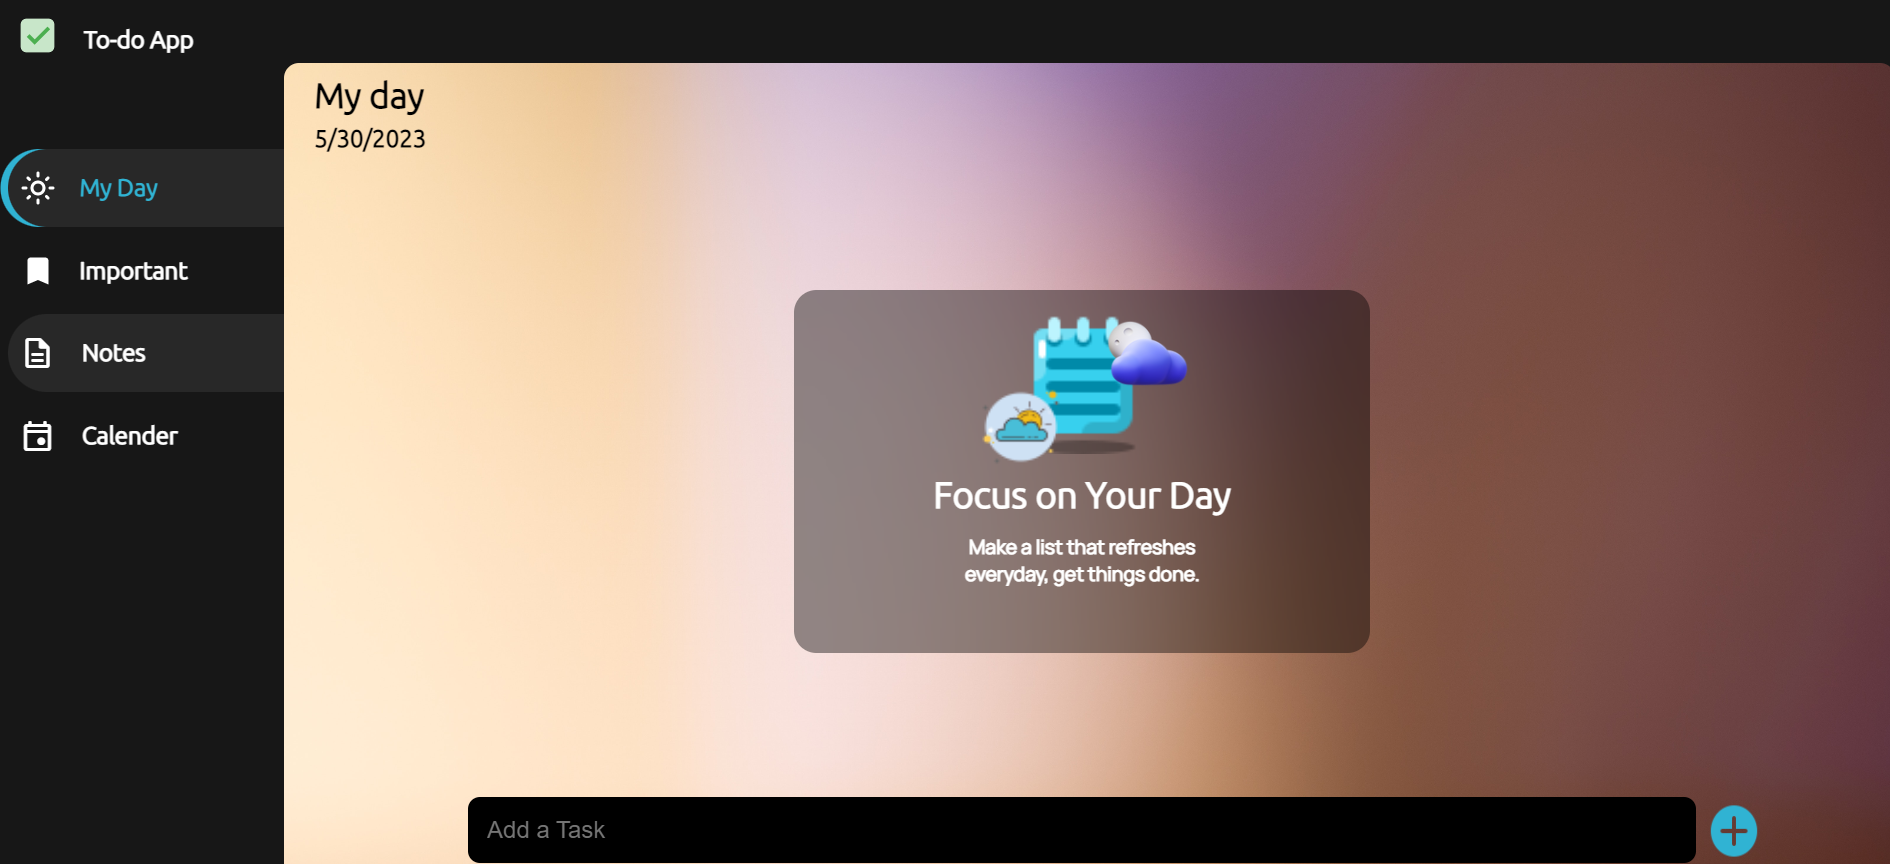 To-do App
My Day
Important
Notes
Calender
My day
5/30/2023
Focus on Your Day
Make a list that refreshes
everyday, get things done.
Add a Task